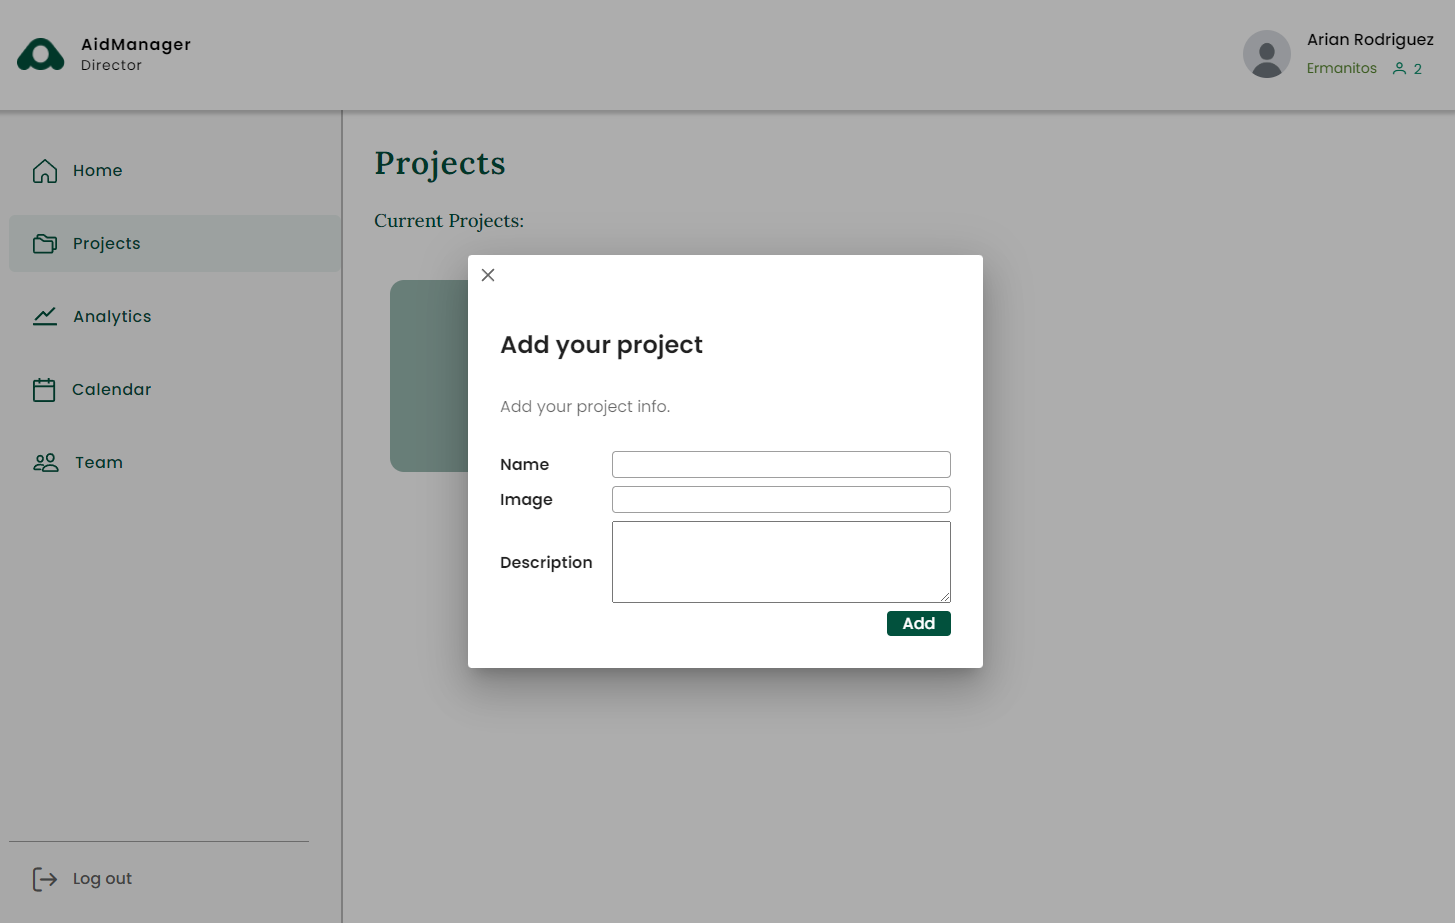 AidManager
Director
Arian Rodriguez
Ermanitos 2
Home
Projects
Analytics
Calendar
Team
Log out
Projects
Current Projects:
Add your project
Add your project info.
Name
Image
Description
Add